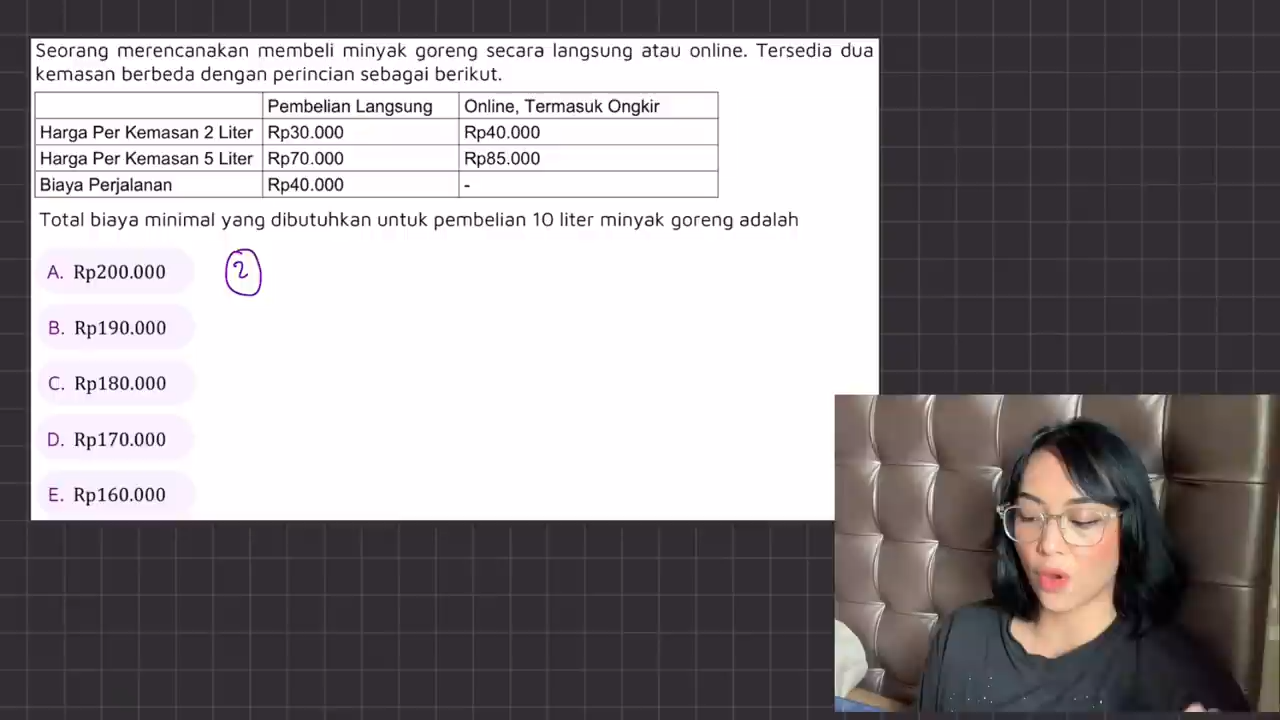 Seorang merencanakan membeli minyak goreng secara langsung atau online. Tersedia dua
kemasan berbeda dengan perincian sebagai berikut.
Pembelian Langsung Online, Termasuk Ongkir
Harga Per Kemasan 2 Liter Rp30.000 Rp40.000
Harga Per Kemasan 5 Liter Rp70.000 Rp85.000
Biaya Perjalanan Rp40.000 -
Total biaya minimal yang dibutuhkan untuk pembelian 10 liter minyak goreng adalah
A. Rp200.000 2
B. Rp190.000
C. Rp180.000
D. Rp170.000
E. Rp160.000